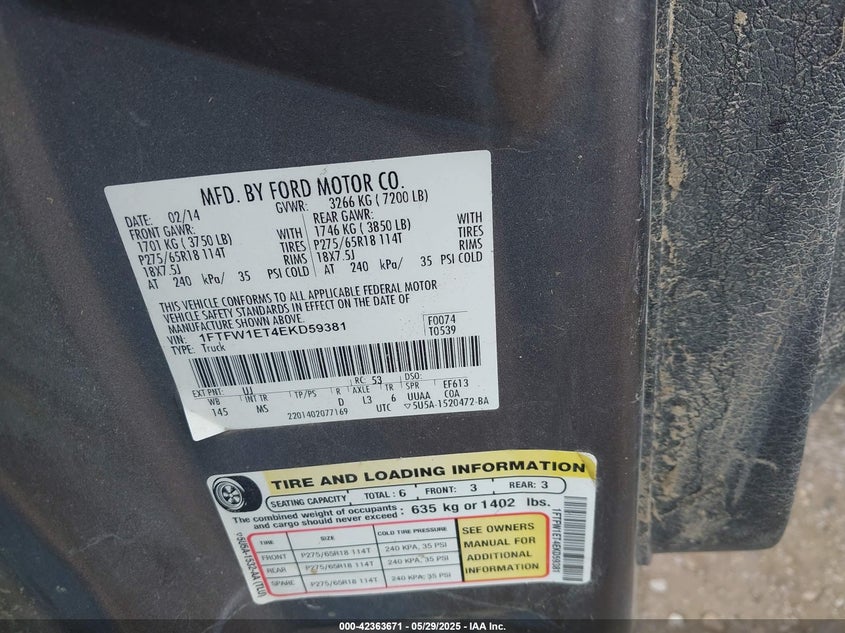 MFD. BY FORD MOTOR CO.
DATE: 02/14 GVWR: 3266 KG ( 7200 LB)
FRONT GAWR: REAR GAWR:
1701 KG ( 3750 LB) WITH 1746 KG ( 3850 LB) WITH
P275/65R18 114T TIRES P275/65R18 114T TIRES
18X7.5J RIMS 18X7.5J RIMS
AT 240 kPa/ 35 PSI COLD AT 240 kPa/ 35 PSI COLD
THIS VEHICLE CONFORMS TO ALL APPLICABLE FEDERAL MOTOR
VEHICLE SAFETY STANDARDS IN EFFECT ON THE DATE OF
MANUFACTURE SHOWN ABOVE.
VIN: 1FTFW1ET4EKD59381 F0074
TYPE: Truck T0539
EXT PNT: UJ RC: 53 DSO:
WB INT TR TP/PS R AXLE TR SPR EF613
145 MS D L3 6 UUAA COA
2201402077169 UTC ▽5U5A-1520472-BA
TIRE AND LOADING INFORMATION
SEATING CAPACITY TOTAL : 6 FRONT: 3 REAR: 3
The combined weight of occupants and cargo should never exceed : 635 kg or 1402 lbs.
TIRE SIZE COLD TIRE PRESSURE
FRONT P275/65R18 114T 240 KPA, 35 PSI
REAR P275/65R18 114T 240 KPA, 35 PSI
SPARE P275/65R18 114T 240 KPA, 35 PSI
SEE OWNERS
MANUAL FOR
ADDITIONAL
INFORMATION
1FTFW1ET4EKD59381
000-42363671 - 05/29/2025 - IAA Inc.